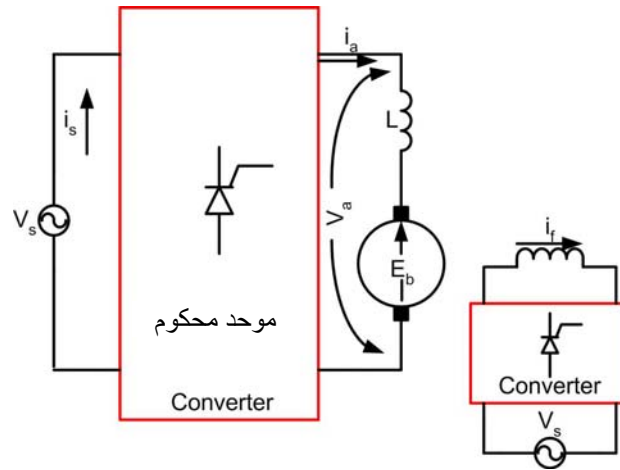 i_a
i_s
L
V_a
V_s
E_b
موحد محكوم
Converter
i_f
Converter
V_s